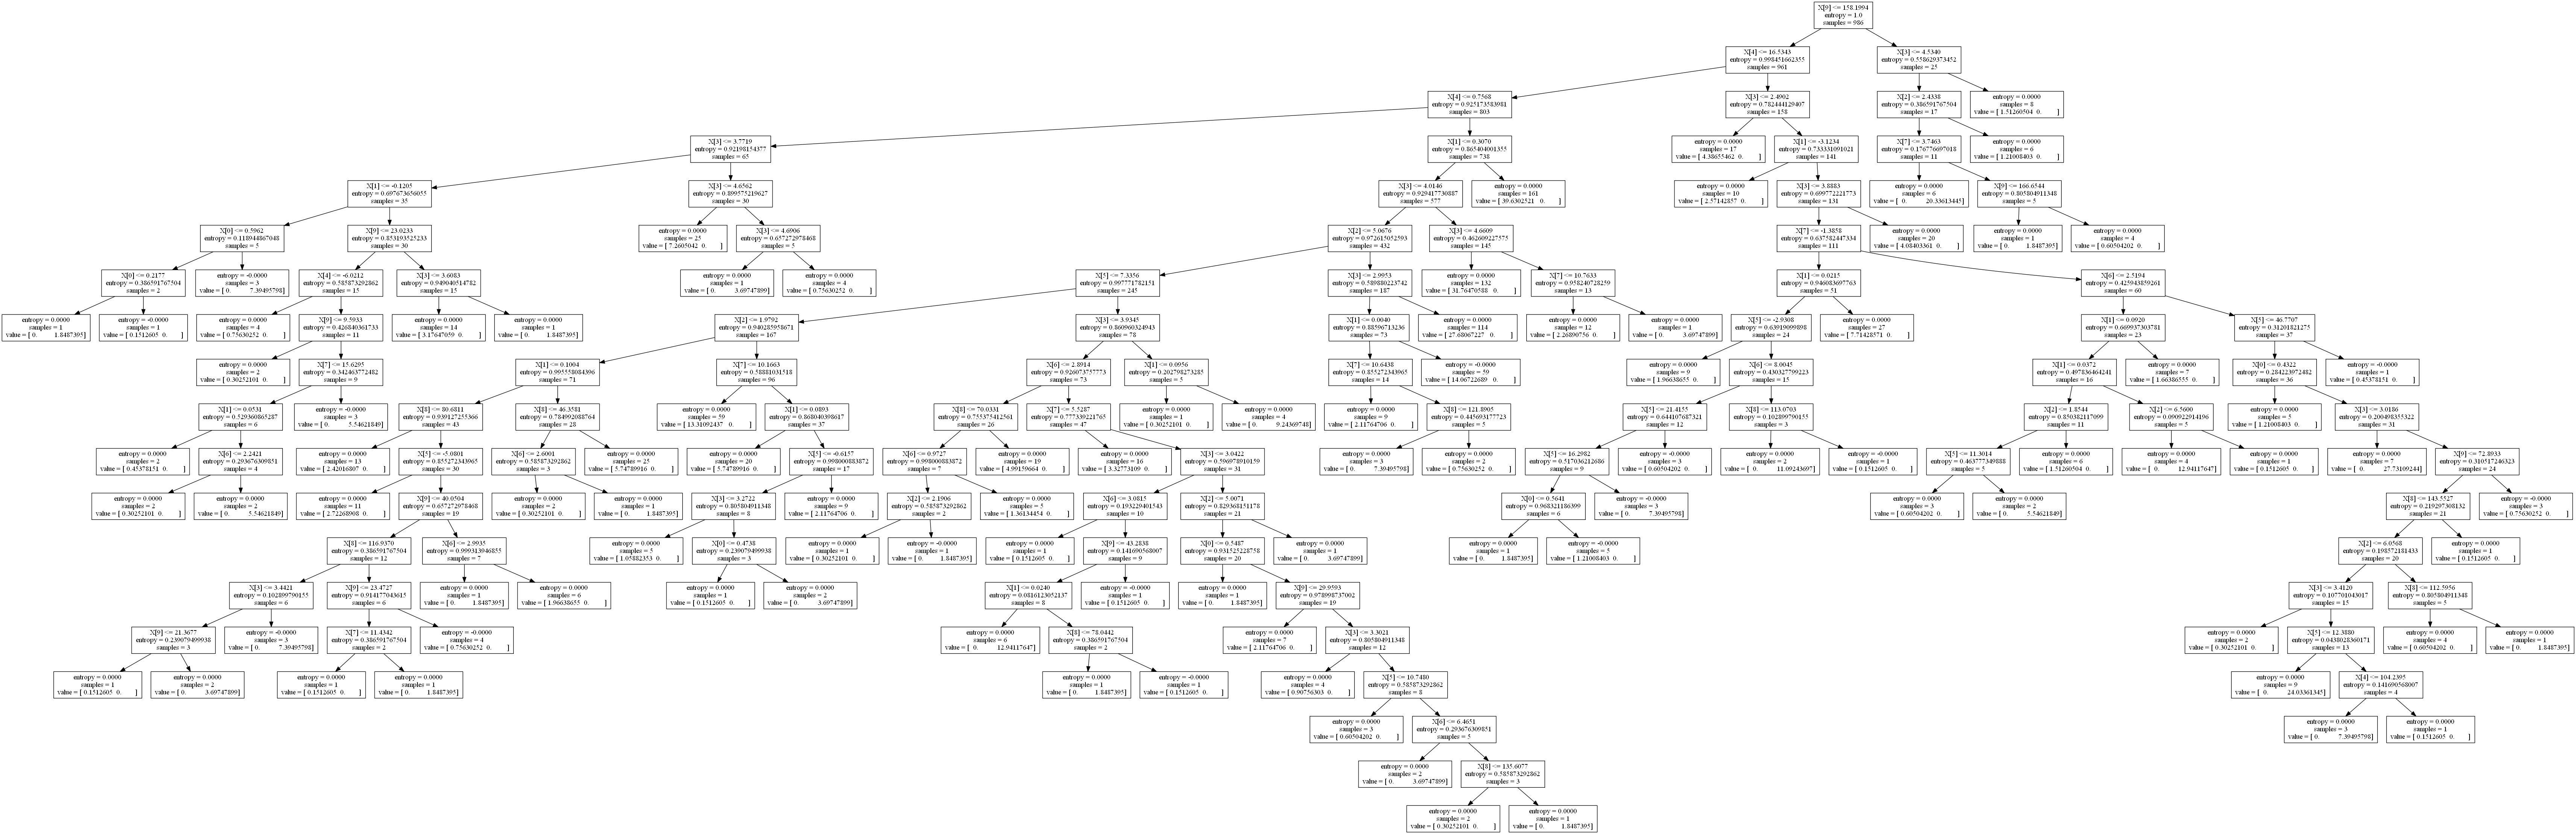 X[9] <= 158.1994
entropy = 1.0
samples = 986
X[4] <= 16.5343
entropy = 0.998451662355
samples = 961
X[3] <= 4.5340
entropy = 0.558629373452
samples = 25
X[4] <= 0.7568
entropy = 0.925173583981
samples = 803
X[3] <= 2.4902
entropy = 0.782444129407
samples = 158
X[2] <= 2.4338
entropy = 0.386591767504
samples = 17
entropy = 0.0000
samples = 8
value = [ 1.51260504 0. ]
X[3] <= 3.7719
entropy = 0.92198154377
samples = 65
X[1] <= 0.3070
entropy = 0.865404001355
samples = 738
entropy = 0.0000
samples = 17
value = [ 4.38655462 0. ]
X[1] <= -3.1234
entropy = 0.733331091021
samples = 141
X[7] <= 3.7463
entropy = 0.176776697018
samples = 11
entropy = 0.0000
samples = 6
value = [ 1.21008403 0. ]
X[1] <= -0.1205
entropy = 0.697673656055
samples = 35
X[3] <= 4.6562
entropy = 0.899575219627
samples = 30
X[3] <= 4.0146
entropy = 0.929417730887
samples = 577
entropy = 0.0000
samples = 161
value = [ 39.6302521 0. ]
entropy = 0.0000
samples = 10
value = [ 2.57142857 0. ]
X[3] <= 3.8883
entropy = 0.699772221773
samples = 131
entropy = 0.0000
samples = 6
value = [ 0. 20.33613445]
X[9] <= 166.6544
entropy = 0.805804911348
samples = 5
X[0] <= 0.5962
entropy = 0.118944867048
samples = 5
X[9] <= 23.0233
entropy = 0.853193525233
samples = 30
entropy = 0.0000
samples = 25
value = [ 7.2605042 0. ]
X[3] <= 4.6906
entropy = 0.657272978468
samples = 5
X[2] <= 5.0676
entropy = 0.972615052593
samples = 432
X[3] <= 4.6609
entropy = 0.462609227575
samples = 145
X[7] <= -1.3858
entropy = 0.637582447334
samples = 111
entropy = 0.0000
samples = 20
value = [ 4.08403361 0. ]
entropy = 0.0000
samples = 1
value = [ 0. 1.8487395]
entropy = 0.0000
samples = 4
value = [ 0.60504202 0. ]
X[0] <= 0.2177
entropy = 0.386591767504
samples = 2
entropy = -0.0000
samples = 3
value = [ 0. 7.39495798]
X[4] <= -6.0212
entropy = 0.585873292862
samples = 15
X[3] <= 3.6083
entropy = 0.949040514782
samples = 15
entropy = 0.0000
samples = 1
value = [ 0. 3.69747899]
entropy = 0.0000
samples = 4
value = [ 0.75630252 0. ]
X[5] <= 7.3356
entropy = 0.997771782151
samples = 245
X[3] <= 2.9953
entropy = 0.589880223742
samples = 187
entropy = 0.0000
samples = 132
value = [ 31.76470588 0. ]
X[7] <= 10.7633
entropy = 0.958240728259
samples = 13
X[1] <= 0.0215
entropy = 0.946083697763
samples = 51
X[6] <= 2.5194
entropy = 0.425943859261
samples = 60
entropy = 0.0000
samples = 1
value = [ 0. 1.8487395]
entropy = -0.0000
samples = 1
value = [ 0.1512605 0. ]
entropy = 0.0000
samples = 4
value = [ 0.75630252 0. ]
X[9] <= 9.5933
entropy = 0.426840361733
samples = 11
entropy = 0.0000
samples = 14
value = [ 3.17647059 0. ]
entropy = 0.0000
samples = 1
value = [ 0. 1.8487395]
X[2] <= 1.9792
entropy = 0.940285958671
samples = 167
X[3] <= 3.9345
entropy = 0.860960324943
samples = 78
X[1] <= 0.0040
entropy = 0.88596713236
samples = 73
entropy = 0.0000
samples = 114
value = [ 27.68067227 0. ]
entropy = 0.0000
samples = 12
value = [ 2.26890756 0. ]
entropy = 0.0000
samples = 1
value = [ 0. 3.69747899]
X[5] <= -2.9308
entropy = 0.63919099898
samples = 24
entropy = 0.0000
samples = 27
value = [ 7.71428571 0. ]
X[1] <= 0.0920
entropy = 0.669937303781
samples = 23
X[5] <= 46.7707
entropy = 0.31201821275
samples = 37
entropy = 0.0000
samples = 2
value = [ 0.30252101 0. ]
X[7] <= 15.6295
entropy = 0.342463772482
samples = 9
X[1] <= 0.1004
entropy = 0.995558084396
samples = 71
X[7] <= 10.1663
entropy = 0.58881031518
samples = 96
X[6] <= 2.8914
entropy = 0.926073757773
samples = 73
X[1] <= 0.0956
entropy = 0.202798273285
samples = 5
X[7] <= 10.6438
entropy = 0.855272343965
samples = 14
entropy = -0.0000
samples = 59
value = [ 14.06722689 0. ]
entropy = 0.0000
samples = 9
value = [ 1.96638655 0. ]
X[6] <= 8.0045
entropy = 0.430327799223
samples = 15
X[1] <= 0.0372
entropy = 0.497836464241
samples = 16
entropy = 0.0000
samples = 7
value = [ 1.66386555 0. ]
X[0] <= 0.4322
entropy = 0.284223972482
samples = 36
entropy = -0.0000
samples = 1
value = [ 0.45378151 0. ]
X[1] <= 0.0531
entropy = 0.529360865287
samples = 6
entropy = -0.0000
samples = 3
value = [ 0. 5.54621849]
X[8] <= 80.6811
entropy = 0.939127255366
samples = 43
X[8] <= 46.3581
entropy = 0.784992088764
samples = 28
entropy = 0.0000
samples = 59
value = [ 13.31092437 0. ]
X[1] <= 0.0893
entropy = 0.868040398617
samples = 37
X[8] <= 70.0331
entropy = 0.755375412561
samples = 26
X[7] <= 5.5287
entropy = 0.777339221765
samples = 47
entropy = 0.0000
samples = 1
value = [ 0.30252101 0. ]
entropy = 0.0000
samples = 4
value = [ 0. 9.24369748]
entropy = 0.0000
samples = 9
value = [ 2.11764706 0. ]
X[8] <= 121.8905
entropy = 0.445693177723
samples = 5
X[5] <= 21.4155
entropy = 0.644107687321
samples = 12
X[8] <= 113.0703
entropy = 0.102899790155
samples = 3
X[2] <= 1.8544
entropy = 0.850382117099
samples = 11
X[2] <= 6.5600
entropy = 0.090922914196
samples = 5
entropy = 0.0000
samples = 5
value = [ 1.21008403 0. ]
X[3] <= 3.0186
entropy = 0.200498355322
samples = 31
entropy = 0.0000
samples = 2
value = [ 0.45378151 0. ]
X[6] <= 2.2421
entropy = 0.293676309851
samples = 4
entropy = 0.0000
samples = 13
value = [ 2.42016807 0. ]
X[5] <= -5.0801
entropy = 0.855272343965
samples = 30
X[6] <= 2.6001
entropy = 0.585873292862
samples = 3
entropy = 0.0000
samples = 25
value = [ 5.74789916 0. ]
entropy = 0.0000
samples = 20
value = [ 5.74789916 0. ]
X[5] <= -0.6157
entropy = 0.998000883872
samples = 17
X[6] <= 0.9727
entropy = 0.998000883872
samples = 7
entropy = 0.0000
samples = 19
value = [ 4.99159664 0. ]
entropy = 0.0000
samples = 16
value = [ 3.32773109 0. ]
X[3] <= 3.0422
entropy = 0.596978910159
samples = 31
entropy = 0.0000
samples = 3
value = [ 0. 7.39495798]
entropy = 0.0000
samples = 2
value = [ 0.75630252 0. ]
X[5] <= 16.2982
entropy = 0.517036212686
samples = 9
entropy = -0.0000
samples = 3
value = [ 0.60504202 0. ]
entropy = 0.0000
samples = 2
value = [ 0. 11.09243697]
entropy = -0.0000
samples = 1
value = [ 0.1512605 0. ]
X[5] <= 11.3014
entropy = 0.463777349888
samples = 5
entropy = 0.0000
samples = 6
value = [ 1.51260504 0. ]
entropy = 0.0000
samples = 4
value = [ 0. 12.94117647]
entropy = 0.0000
samples = 1
value = [ 0.1512605 0. ]
entropy = 0.0000
samples = 7
value = [ 0. 27.73109244]
X[9] <= 72.8933
entropy = 0.310517246323
samples = 24
entropy = 0.0000
samples = 2
value = [ 0.30252101 0. ]
entropy = 0.0000
samples = 2
value = [ 0. 5.54621849]
entropy = 0.0000
samples = 11
value = [ 2.72268908 0. ]
X[9] <= 40.0504
entropy = 0.657272978468
samples = 19
entropy = 0.0000
samples = 2
value = [ 0.30252101 0. ]
entropy = 0.0000
samples = 1
value = [ 0. 1.8487395]
X[3] <= 3.2722
entropy = 0.805804911348
samples = 8
entropy = 0.0000
samples = 9
value = [ 2.11764706 0. ]
X[2] <= 2.1906
entropy = 0.585873292862
samples = 2
entropy = 0.0000
samples = 5
value = [ 1.36134454 0. ]
X[6] <= 3.0815
entropy = 0.193229401543
samples = 10
X[2] <= 5.0071
entropy = 0.829368151178
samples = 21
X[0] <= 0.5641
entropy = 0.968321186399
samples = 6
entropy = -0.0000
samples = 3
value = [ 0. 7.39495798]
entropy = 0.0000
samples = 3
value = [ 0.60504202 0. ]
entropy = 0.0000
samples = 2
value = [ 0. 5.54621849]
X[8] <= 143.5527
entropy = 0.219297308132
samples = 21
entropy = -0.0000
samples = 3
value = [ 0.75630252 0. ]
X[8] <= 116.9370
entropy = 0.386591767504
samples = 12
X[6] <= 2.9935
entropy = 0.999313946855
samples = 7
entropy = 0.0000
samples = 5
value = [ 1.05882353 0. ]
X[0] <= 0.4738
entropy = 0.239079499938
samples = 3
entropy = 0.0000
samples = 1
value = [ 0.30252101 0. ]
entropy = -0.0000
samples = 1
value = [ 0. 1.8487395]
entropy = 0.0000
samples = 1
value = [ 0.1512605 0. ]
X[9] <= 43.2838
entropy = 0.141690568007
samples = 9
X[0] <= 0.5487
entropy = 0.931525228758
samples = 20
entropy = 0.0000
samples = 1
value = [ 0. 3.69747899]
entropy = 0.0000
samples = 1
value = [ 0. 1.8487395]
entropy = -0.0000
samples = 5
value = [ 1.21008403 0. ]
X[2] <= 6.0568
entropy = 0.198572181433
samples = 20
entropy = 0.0000
samples = 1
value = [ 0.1512605 0. ]
X[3] <= 3.4421
entropy = 0.102899790155
samples = 6
X[9] <= 23.4727
entropy = 0.914177043615
samples = 6
entropy = 0.0000
samples = 1
value = [ 0. 1.8487395]
entropy = 0.0000
samples = 6
value = [ 1.96638655 0. ]
entropy = 0.0000
samples = 1
value = [ 0.1512605 0. ]
entropy = 0.0000
samples = 2
value = [ 0. 3.69747899]
X[1] <= 0.0240
entropy = 0.0816123052137
samples = 8
entropy = -0.0000
samples = 1
value = [ 0.1512605 0. ]
entropy = 0.0000
samples = 1
value = [ 0. 1.8487395]
X[9] <= 29.9593
entropy = 0.978998737002
samples = 19
X[3] <= 3.4120
entropy = 0.107701043017
samples = 15
X[8] <= 112.5956
entropy = 0.805804911348
samples = 5
X[9] <= 21.3677
entropy = 0.239079499938
samples = 3
entropy = -0.0000
samples = 3
value = [ 0. 7.39495798]
X[7] <= 11.4342
entropy = 0.386591767504
samples = 2
entropy = -0.0000
samples = 4
value = [ 0.75630252 0. ]
entropy = 0.0000
samples = 6
value = [ 0. 12.94117647]
X[8] <= 78.0442
entropy = 0.386591767504
samples = 2
entropy = 0.0000
samples = 7
value = [ 2.11764706 0. ]
X[3] <= 3.3021
entropy = 0.805804911348
samples = 12
entropy = 0.0000
samples = 2
value = [ 0.30252101 0. ]
X[5] <= 12.3880
entropy = 0.0438028360171
samples = 13
entropy = 0.0000
samples = 4
value = [ 0.60504202 0. ]
entropy = 0.0000
samples = 1
value = [ 0. 1.8487395]
entropy = 0.0000
samples = 1
value = [ 0.1512605 0. ]
entropy = 0.0000
samples = 2
value = [ 0. 3.69747899]
entropy = 0.0000
samples = 1
value = [ 0.1512605 0. ]
entropy = 0.0000
samples = 1
value = [ 0. 1.8487395]
entropy = 0.0000
samples = 1
value = [ 0. 1.8487395]
entropy = -0.0000
samples = 1
value = [ 0.1512605 0. ]
entropy = 0.0000
samples = 4
value = [ 0.90756303 0. ]
X[5] <= 10.7480
entropy = 0.585873292862
samples = 8
entropy = 0.0000
samples = 9
value = [ 0. 24.03361345]
X[4] <= 104.2395
entropy = 0.141690568007
samples = 4
entropy = 0.0000
samples = 3
value = [ 0.60504202 0. ]
X[6] <= 6.4651
entropy = 0.293676309851
samples = 5
entropy = 0.0000
samples = 3
value = [ 0. 7.39495798]
entropy = 0.0000
samples = 1
value = [ 0.1512605 0. ]
entropy = 0.0000
samples = 2
value = [ 0. 3.69747899]
X[8] <= 135.6077
entropy = 0.585873292862
samples = 3
entropy = 0.0000
samples = 2
value = [ 0.30252101 0. ]
entropy = 0.0000
samples = 1
value = [ 0. 1.8487395]